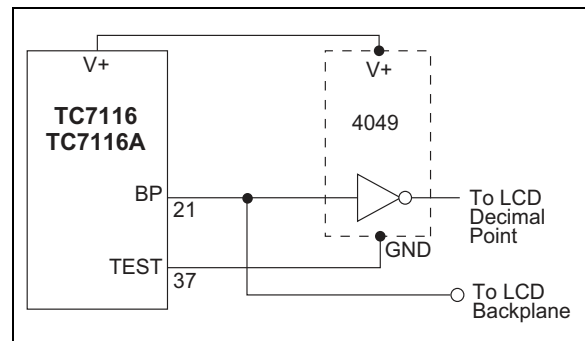 V+
V+
TC7116
TC7116A
4049
BP
21
To LCD
Decimal
Point
GND
TEST
37
To LCD
Backplane